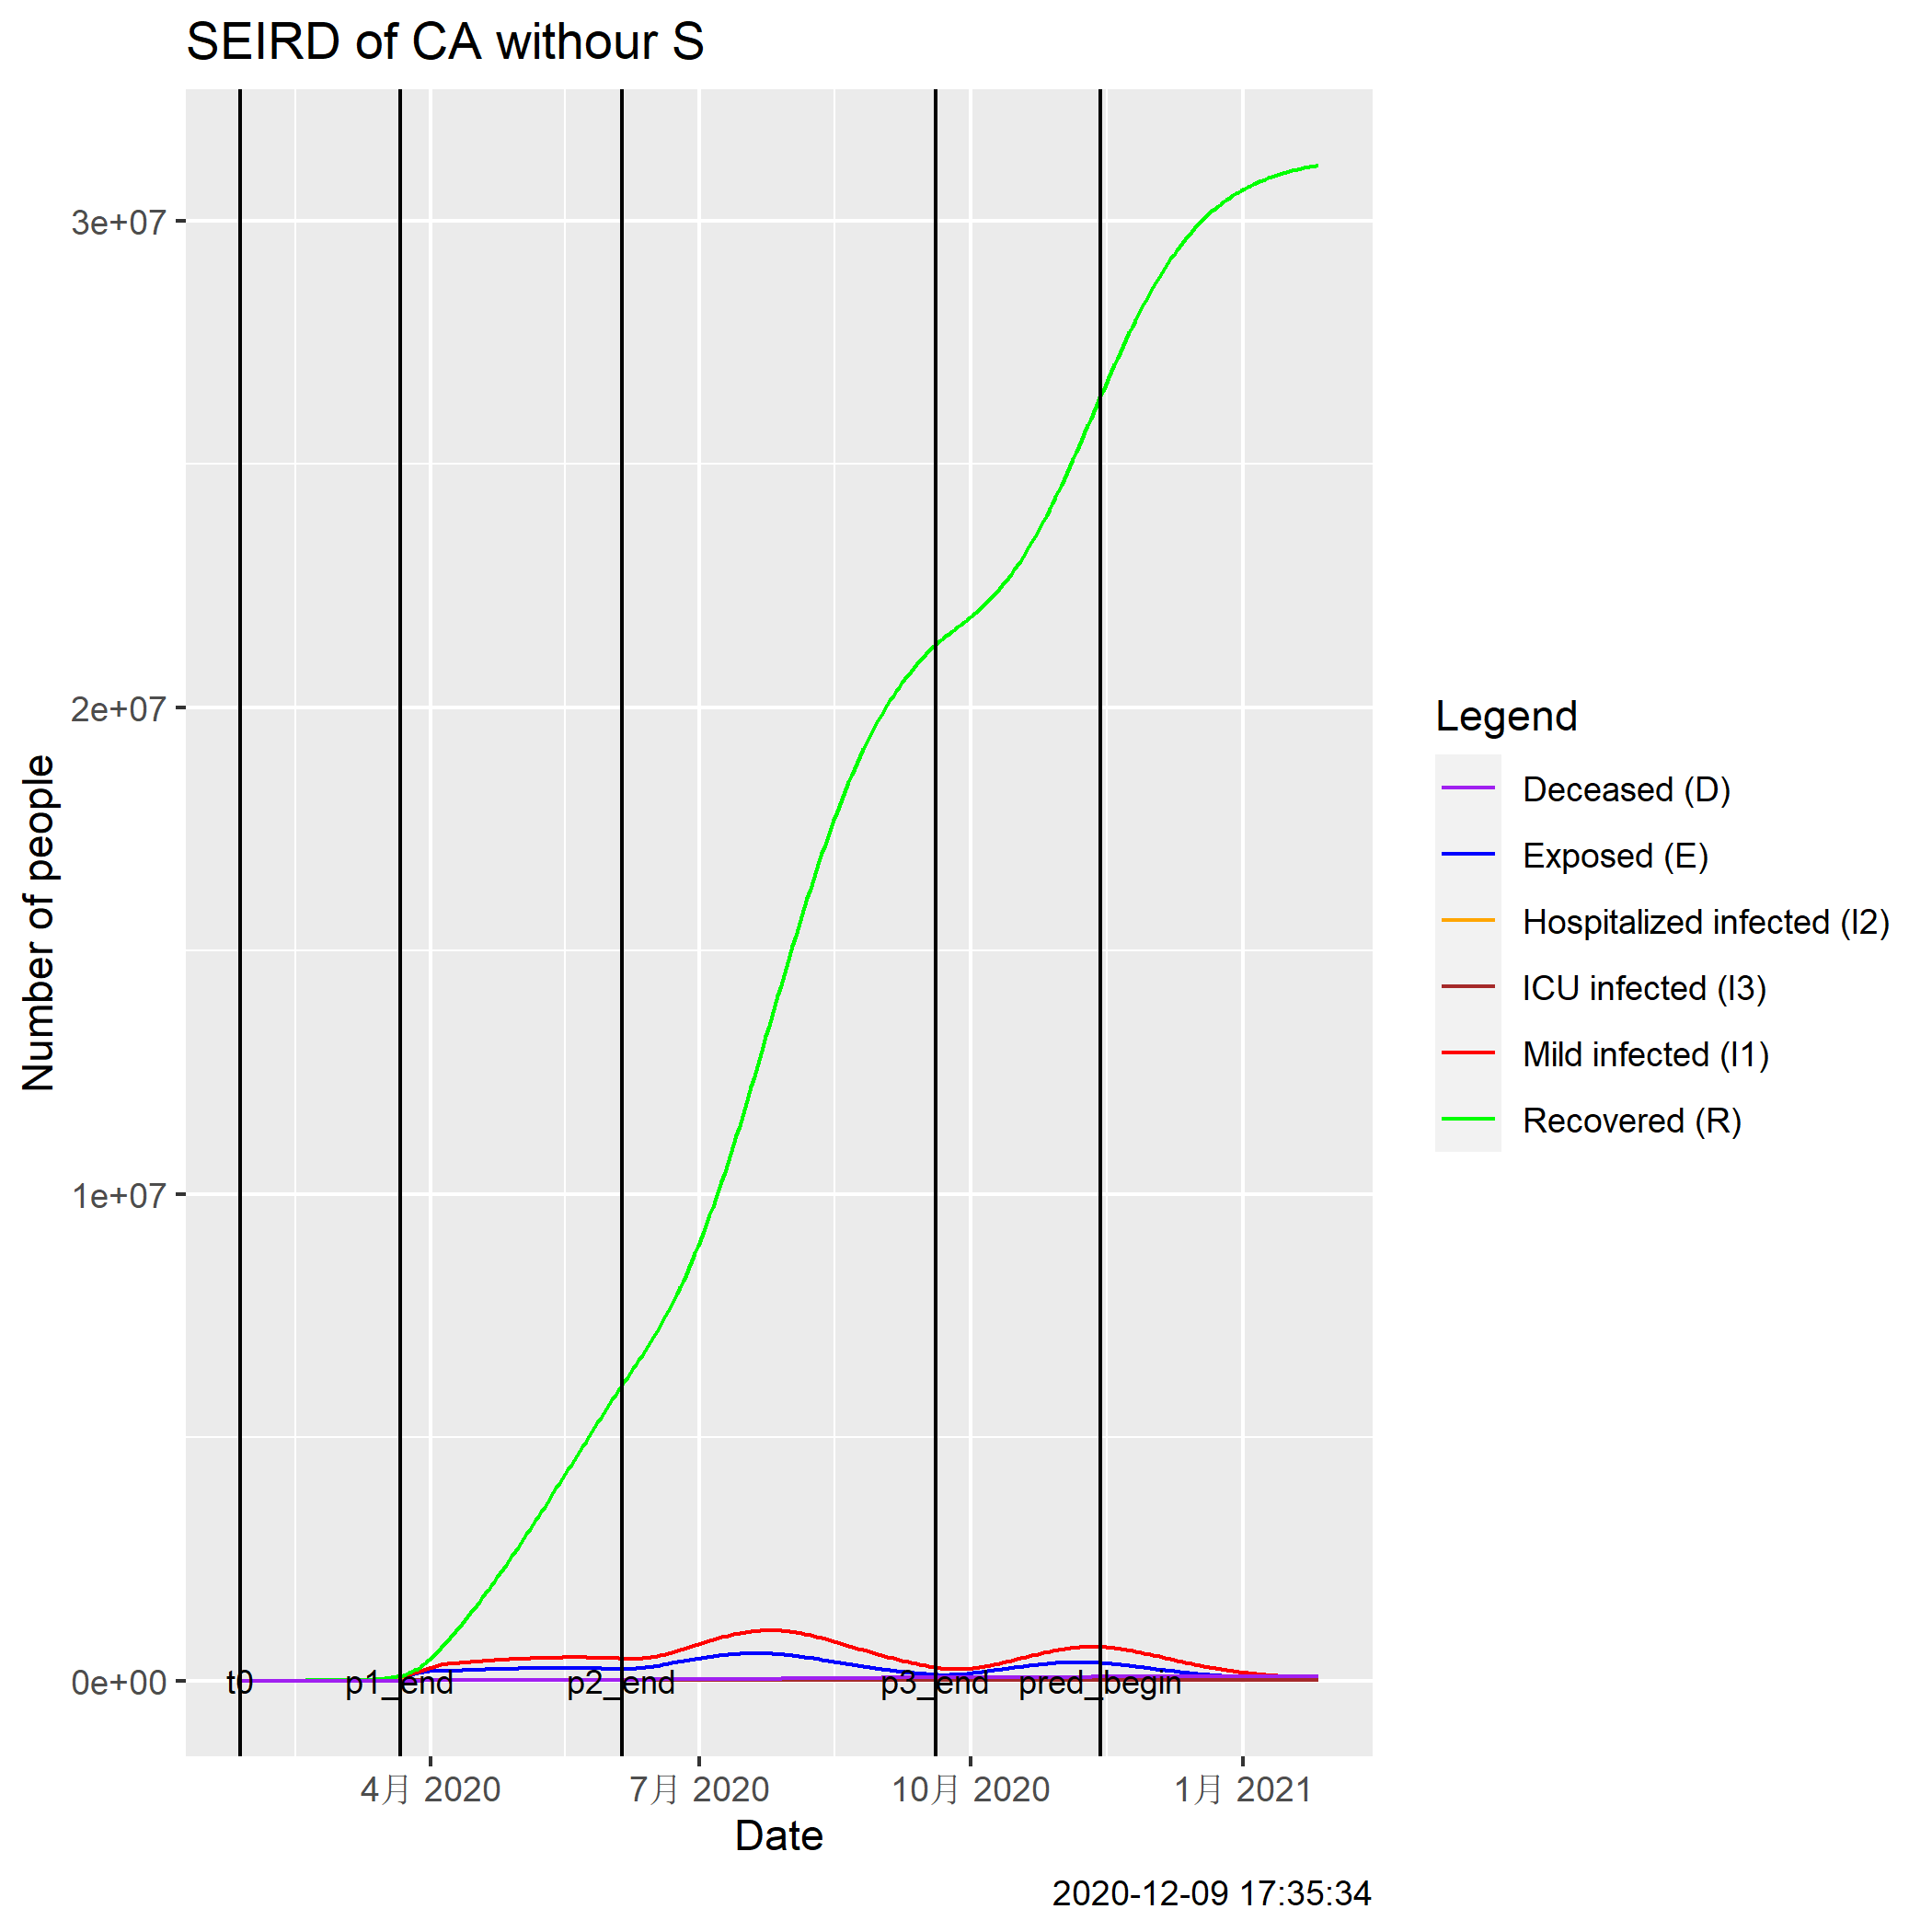 SEIRD of CA withour S
3e+07
2e+07
1e+07
0e+00
Number of people
t0
p1_end
p2_end
p3_end
pred_begin
4月 2020
7月 2020
10月 2020
1月 2021
Date
Legend
Deceased (D)
Exposed (E)
Hospitalized infected (I2)
ICU infected (I3)
Mild infected (I1)
Recovered (R)
2020-12-09 17:35:34